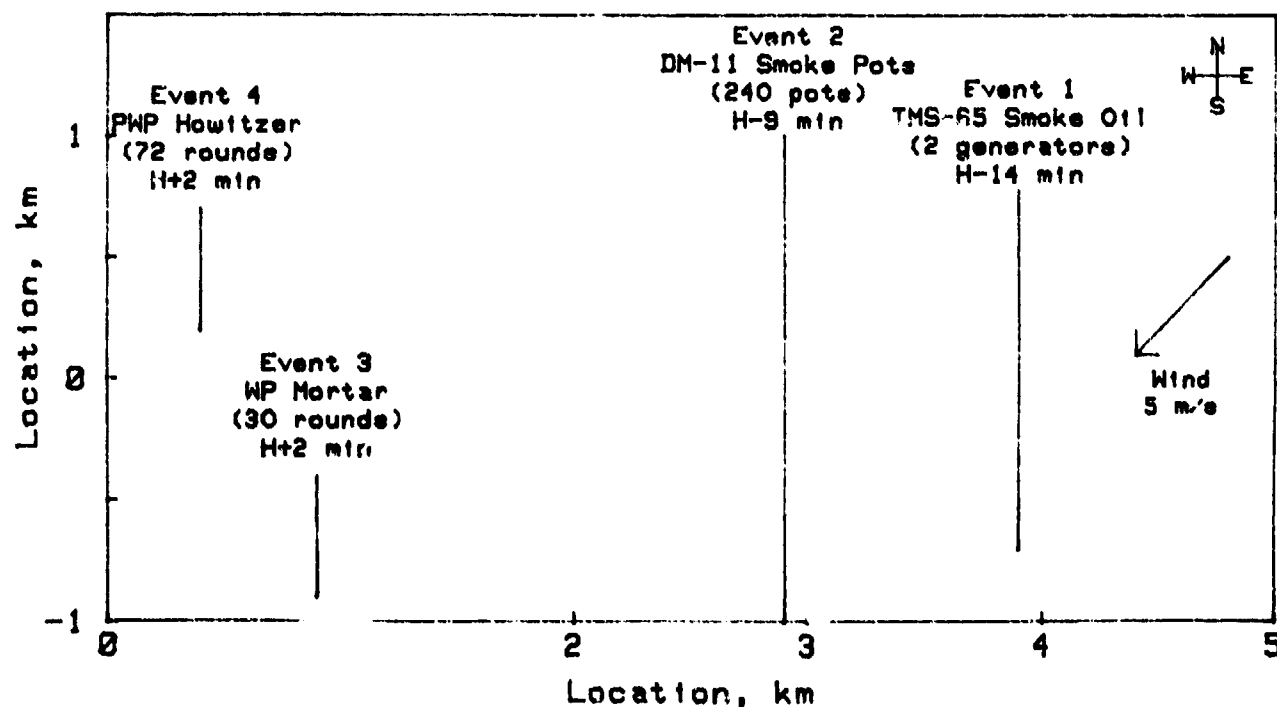 Event 2
DM-11 Smoke Pots
(240 pots)
H-9 min
N
W E
S
Event 4
PWP Howitzer
(72 rounds)
H+2 min
Event 1
TMS-65 Smoke Oil
(2 generators)
H-14 min
1
Location, km
0
Event 3
WP Mortar
(30 rounds)
H+2 min
Wind
5 m/s
-1
0 2 3 4 5
Location, km